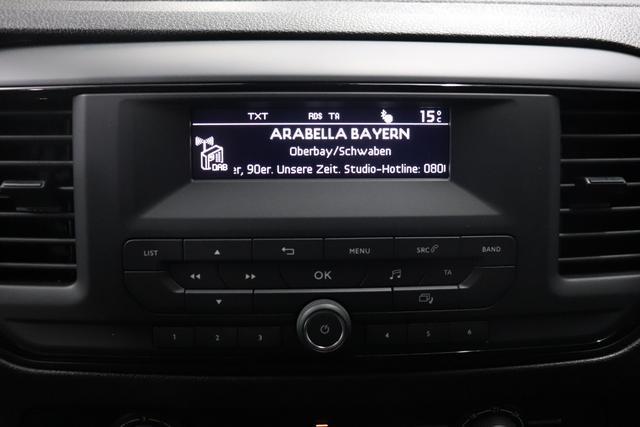 TXT RDS TA 15°C
ARABELLA BAYERN
Oberbay/Schwaben
DAB er, 90er. Unsere Zeit. Studio-Hotline: 080
LIST MENU SRC BAND
OK TA
1 2 3 4 5 6